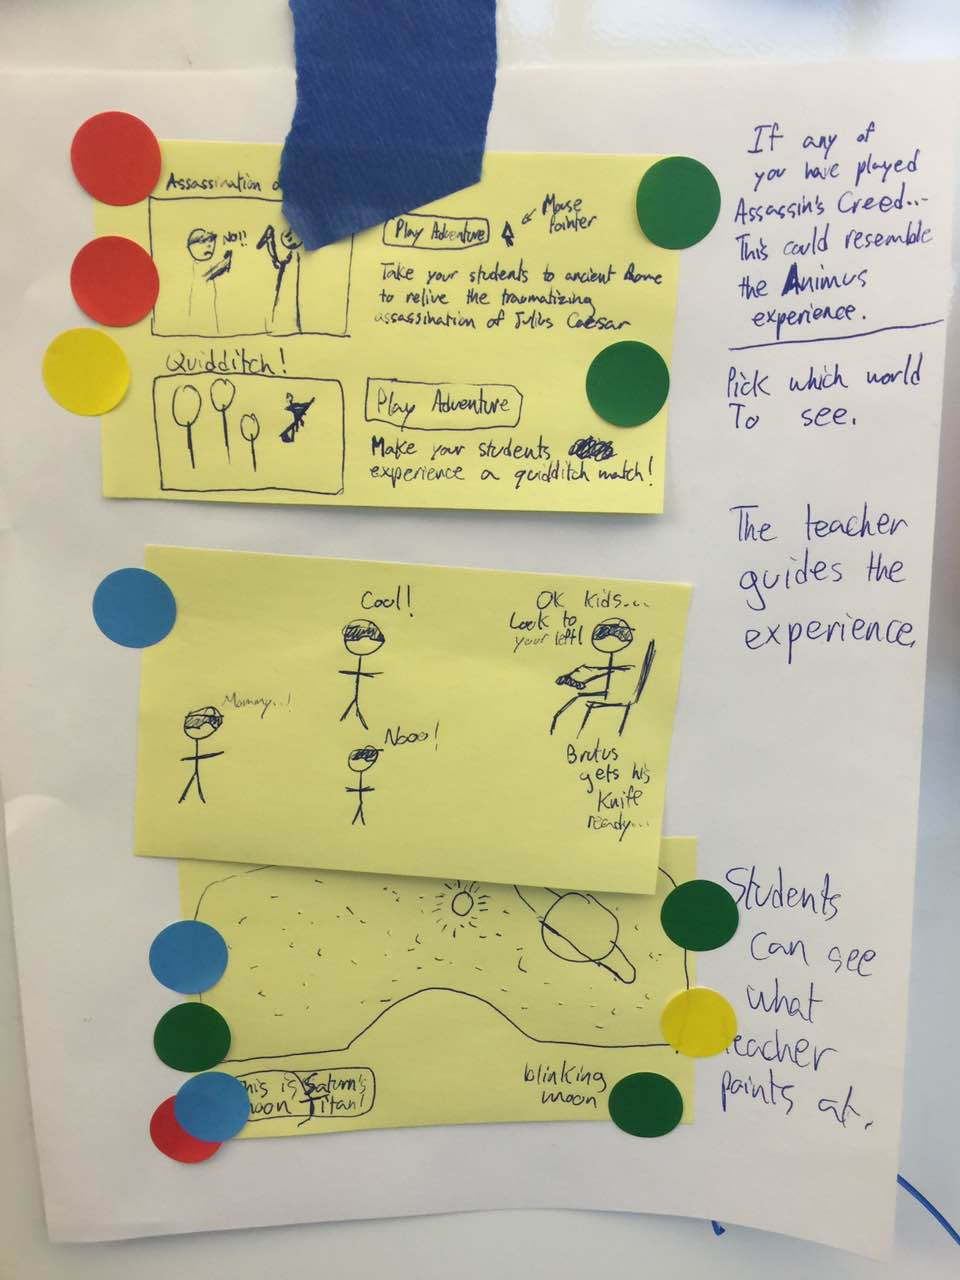 Assassination o
No!!
Play Adventure
Mouse
Pointer
Take your students to ancient Rome
to relive the traumatizing
assassination of Julius Caesar
Quidditch!
Play Adventure
Make your students
experience a quidditch match!
If any of
you have played
Assassin's Creed...
This could resemble
the Animus
experience.
Pick which world
To see.
Cool!
OK kids....
Look to
your left!
Mommy...!
Nooo!
Brutus
gets his
Knife
ready...
The teacher
guides the
experience.
his is Saturn's
moon Titan!
blinking
moon
Students
can see
what
teacher
paints at.